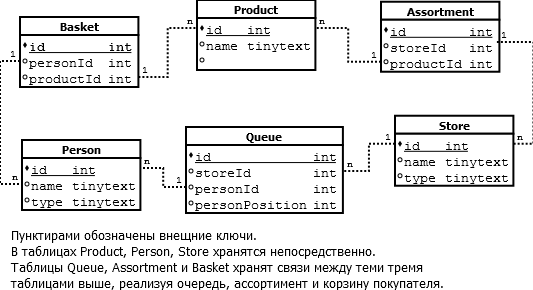 Product
id int
name tinytext
Basket
id int
personId int
productId int
Assortment
id int
storeId int
productId int
1
n
n
1
1
1
Person
id int
name tinytext
type tinytext
Queue
id int
storeId int
personId int
personPosition int
Store
id int
name tinytext
type tinytext
n
n
1
n
1
n
Пунктирами обозначены внещние ключи.
В таблицах Product, Person, Store хранятся непосредственно.
Таблицы Queue, Assortment и Basket хранят связи между теми тремя
таблицами выше, реализуя очередь, ассортимент и корзину покупателя.